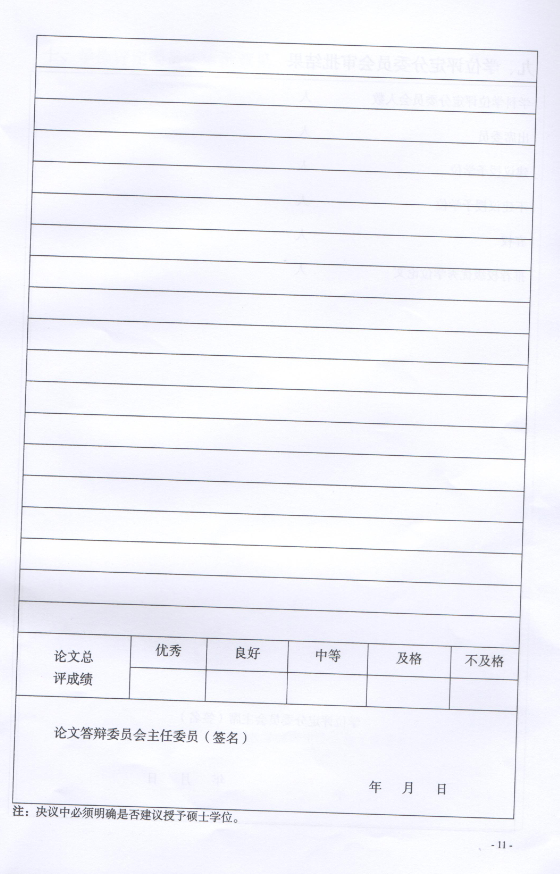 论文总
评成绩
优秀 良好 中等 及格 不及格
论文答辩委员会主任委员（签名）
年 月 日
注：决议中必须明确是否建议授予硕士学位。
- 11 -